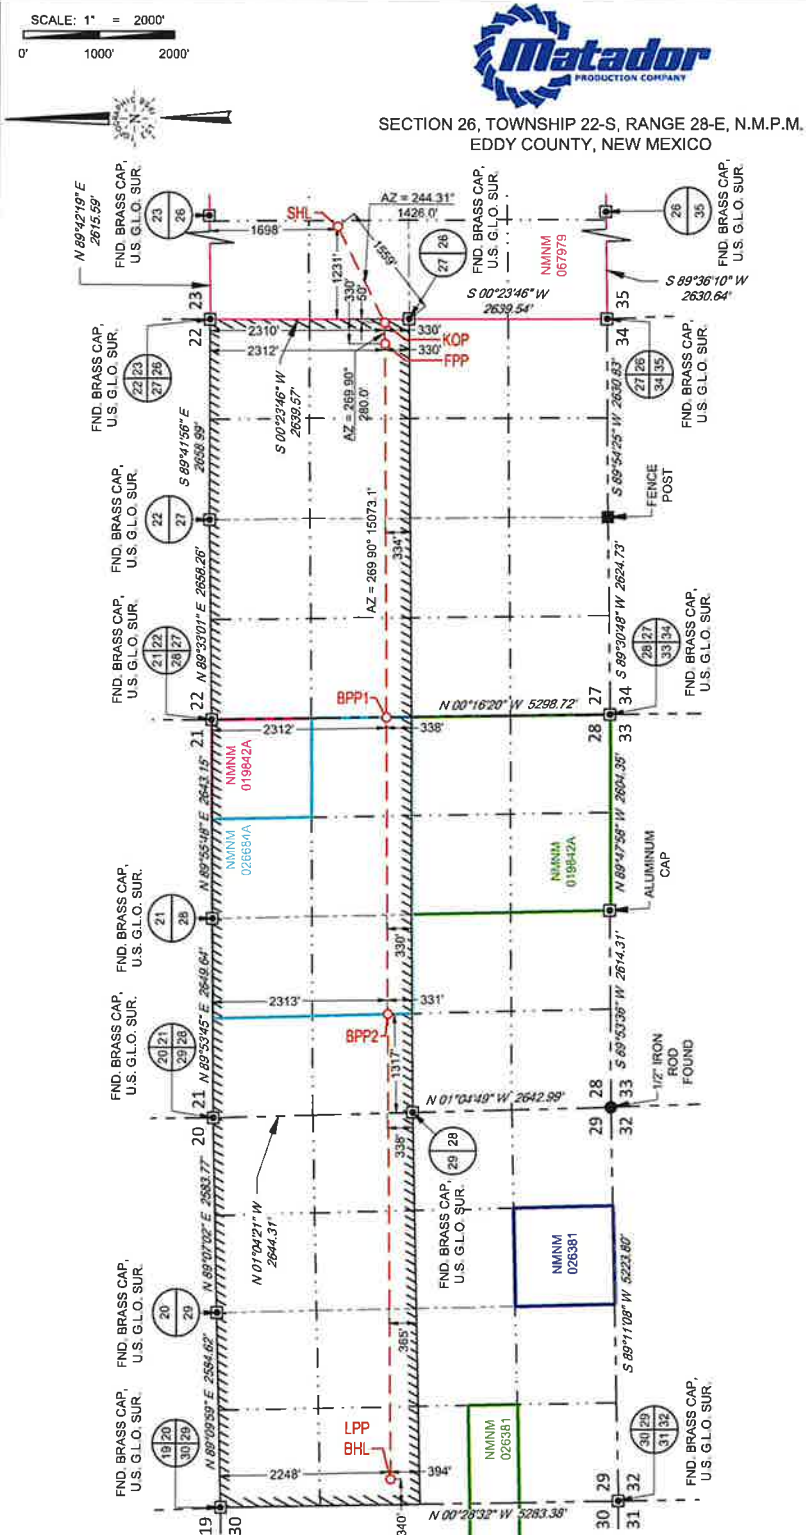 SCALE: 1" = 2000'
0' 1000' 2000'
Matador
PRODUCTION COMPANY
SECTION 26, TOWNSHIP 22-S, RANGE 28-E, N.M.P.M.
EDDY COUNTY, NEW MEXICO
N
N 89°42'19" E
2615.59'
FND. BRASS CAP,
U.S. G.L.O. SUR.
23
26
SHL
1698'
AZ = 244.31°
1426.0'
1559'
1231'
330'
50'
27 26
FND. BRASS CAP,
U.S. G.L.O. SUR.
NMNM
067979
26
35
FND. BRASS CAP,
U.S. G.L.O. SUR.
S 00°23'46" W
2639.54'
S 89°36'10" W
2630.64'
22 23
34 35
2310'
330'
KOP
2312'
330'
FPP
FND. BRASS CAP,
U.S. G.L.O. SUR.
22 23
27 26
S 00°23'46" W
2639.57'
AZ = 269.90°
280.0'
FND. BRASS CAP,
U.S. G.L.O. SUR.
27 26
34 35
S 89°41'56" E
2658.99'
S 89°54'25" W 2630.83'
FND. BRASS CAP,
U.S. G.L.O. SUR.
22
27
FENCE
POST
AZ = 269.90° 15073.1'
334'
N 89°33'01" E 2658.26'
S 89°30'48" W 2624.73'
FND. BRASS CAP,
U.S. G.L.O. SUR.
21 22
28 27
28 27
33 34
FND. BRASS CAP,
U.S. G.L.O. SUR.
BPP1
N 00°16'20" W 5298.72'
21 22
27 34
28 33
2312'
338'
NMNM
019842A
NMNM
026684A
N 89°55'48" E 2643.15'
NMNM
019842A
N 89°47'58" W 2604.35'
ALUMINUM
CAP
FND. BRASS CAP,
U.S. G.L.O. SUR.
21
28
330'
N 89°53'45" E 2649.64'
2313'
331'
BPP2
1317'
S 89°53'36" W 2614.31'
FND. BRASS CAP,
U.S. G.L.O. SUR.
20 21
29 28
N 01°04'49" W 2642.99'
20 21
28 33
29 32
1/2" IRON
ROD
FOUND
338'
29 28
FND. BRASS CAP,
U.S. G.L.O. SUR.
N 01°04'21" W
2644.31'
N 89°07'02" E 2583.77'
NMNM
026381
S 89°11'08" W 5223.80'
FND. BRASS CAP,
U.S. G.L.O. SUR.
20
29
365'
N 89°09'59" E 2584.62'
FND. BRASS CAP,
U.S. G.L.O. SUR.
19 20
30 29
LPP
BHL
2248'
394'
NMNM
026381
30 29
31 32
FND. BRASS CAP,
U.S. G.L.O. SUR.
19
30
340'
N 00°28'32" W 5283.38'
29 32
30 31